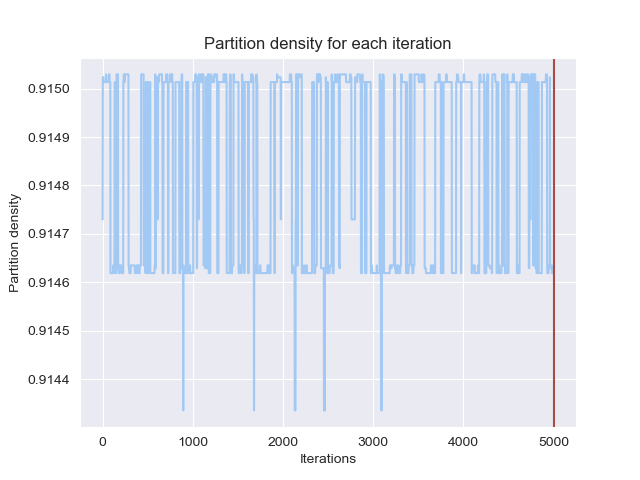 Partition density for each iteration
0.9150
0.9149
0.9148
0.9147
0.9146
0.9145
0.9144
Partition density
0 1000 2000 3000 4000 5000
Iterations